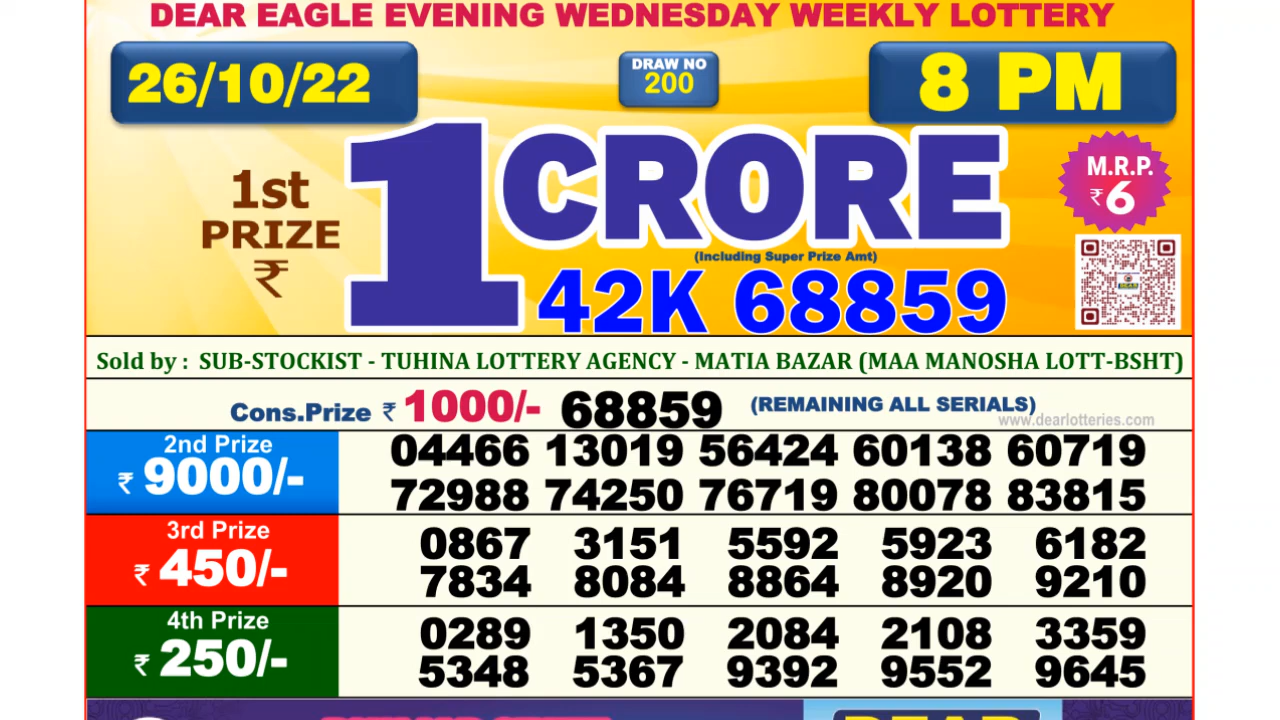 DEAR EAGLE EVENING WEDNESDAY WEEKLY LOTTERY
26/10/22
DRAW NO
200
8 PM
1st
PRIZE
₹
1 CRORE
(Including Super Prize Amt)
42K 68859
M.R.P.
₹6
Sold by : SUB-STOCKIST - TUHINA LOTTERY AGENCY - MATIA BAZAR (MAA MANOSHA LOTT-BSHT)
Cons.Prize ₹ 1000/- 68859 (REMAINING ALL SERIALS)
www.dearlotteries.com
2nd Prize
₹ 9000/-
04466 13019 56424 60138 60719
72988 74250 76719 80078 83815
3rd Prize
₹ 450/-
0867 3151 5592 5923 6182
7834 8084 8864 8920 9210
4th Prize
₹ 250/-
0289 1350 2084 2108 3359
5348 5367 9392 9552 9645
DEAR